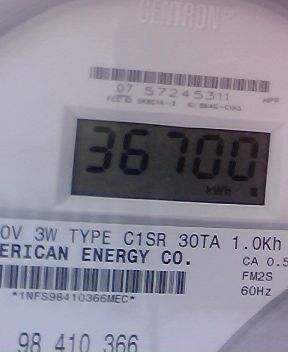 CENTRON®
07 57245311
36700
kWh
0V 3W TYPE C1SR 30TA 1.0Kh
ERICAN ENERGY CO.
CA 0.5
FM2S
60Hz
*1NFS98410366MEC*
98 410 366